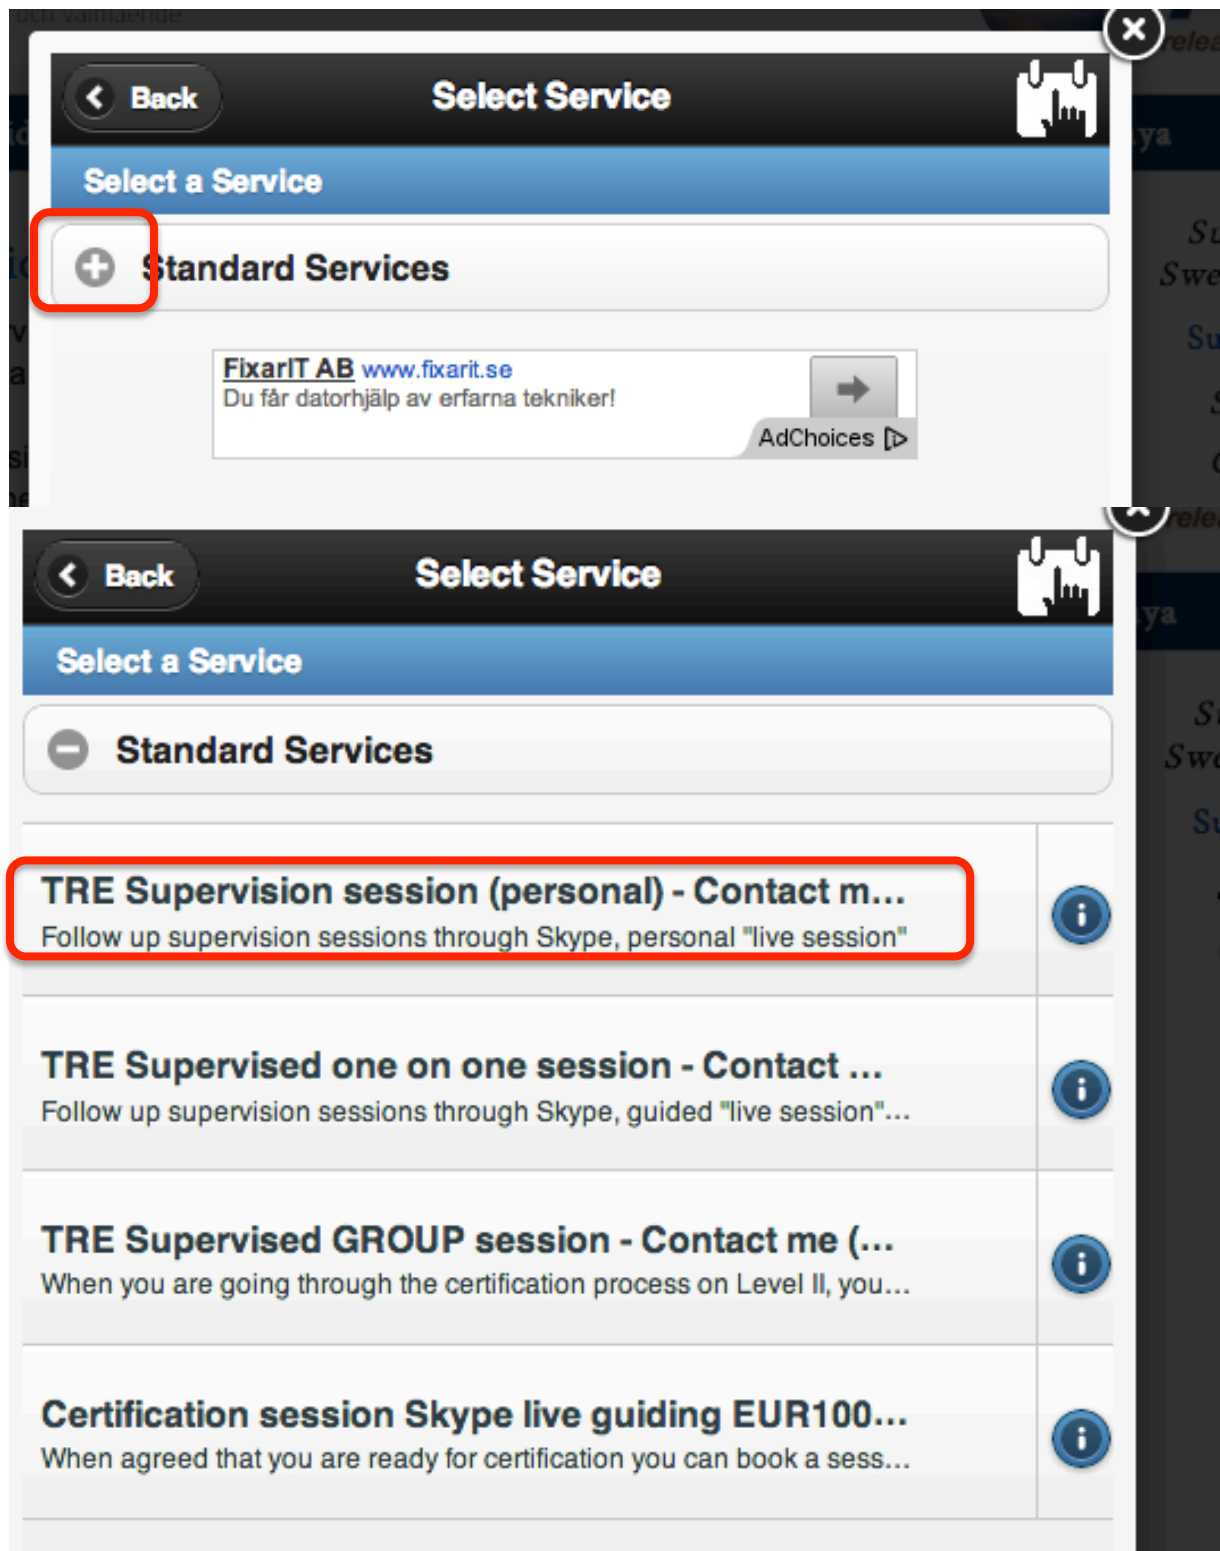 och välmående
Back
Select Service
ya
Select a Service
Standard Services
FixarIT AB www.fixarit.se
Du får datorhjälp av erfarna tekniker!
AdChoices
Back
Select Service
ya
Select a Service
Standard Services
TRE Supervision session (personal) - Contact m...
Follow up supervision sessions through Skype, personal "live session"
TRE Supervised one on one session - Contact ...
Follow up supervision sessions through Skype, guided "live session"...
TRE Supervised GROUP session - Contact me (...
When you are going through the certification process on Level II, you...
Certification session Skype live guiding EUR100...
When agreed that you are ready for certification you can book a sess...